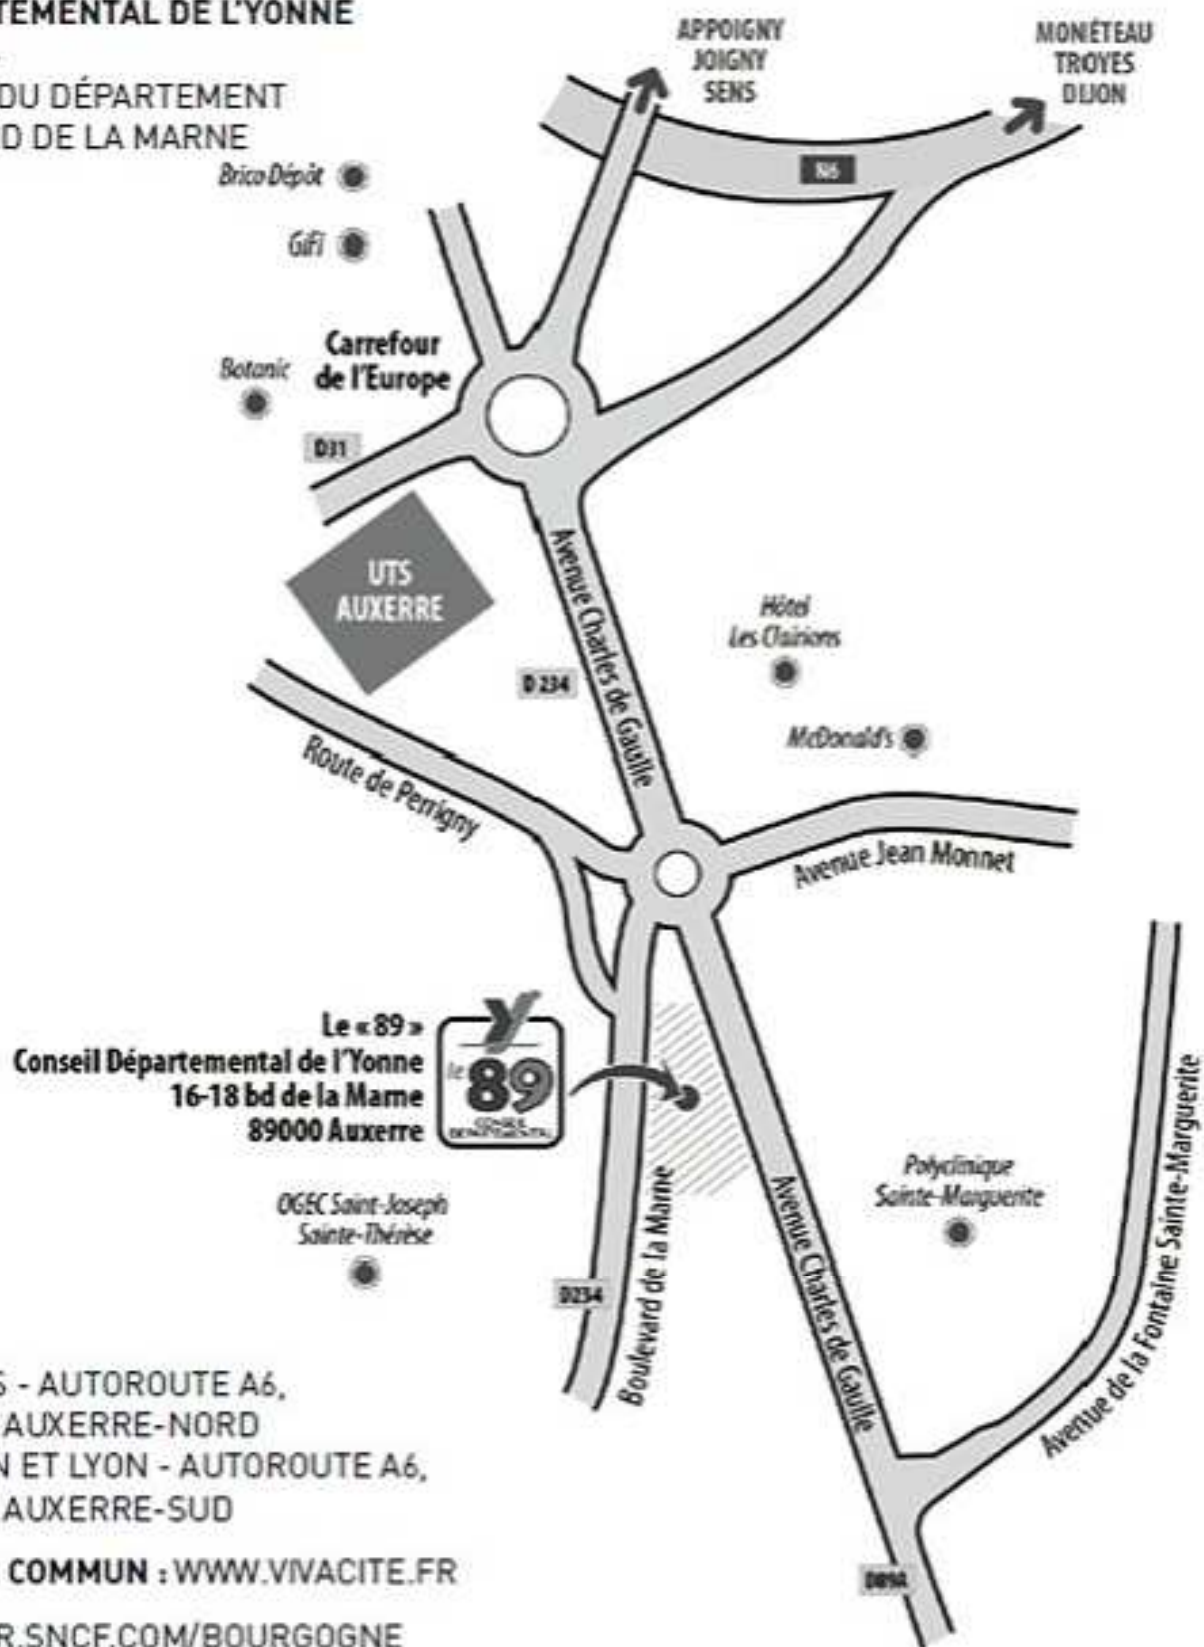 TEMENTAL DE L'YONNE
DU DÉPARTEMENT
D DE LA MARNE
APPOIGNY
JOIGNY
SENS
MONÉTEAU
TROYES
DIJON
N6
Brico Dépôt
Gifi
Carrefour
de l'Europe
Botanic
D31
UTS
AUXERRE
Avenue Charles de Gaulle
D 234
Hôtel
Les Clairions
McDonald's
Route de Perrigny
Avenue Jean Monnet
Le « 89 »
Conseil Départemental de l'Yonne
16-18 bd de la Marne
89000 Auxerre
le 89
CONSEIL
DÉPARTEMENTAL
OGEC Saint-Joseph
Sainte-Thérèse
Polyclinique
Sainte-Marguerite
D234
Boulevard de la Marne
Avenue Charles de Gaulle
Avenue de la Fontaine Sainte-Marguerite
S - AUTOROUTE A6,
AUXERRE-NORD
N ET LYON - AUTOROUTE A6,
AUXERRE-SUD
COMMUN : WWW.VIVACITE.FR
R.SNCF.COM/BOURGOGNE